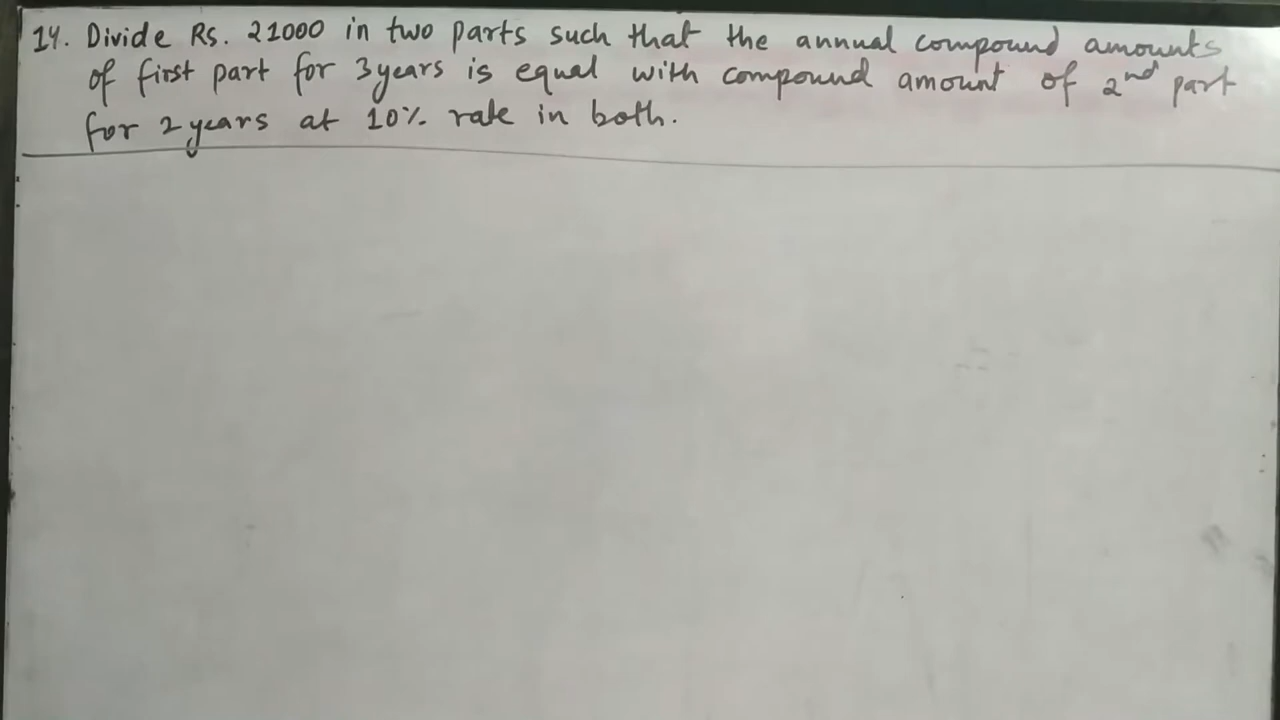 14. Divide Rs. 21000 in two parts such that the annual compound amounts
of first part for 3 years is equal with compound amount of 2nd part
for 2 years at 10% rate in both.